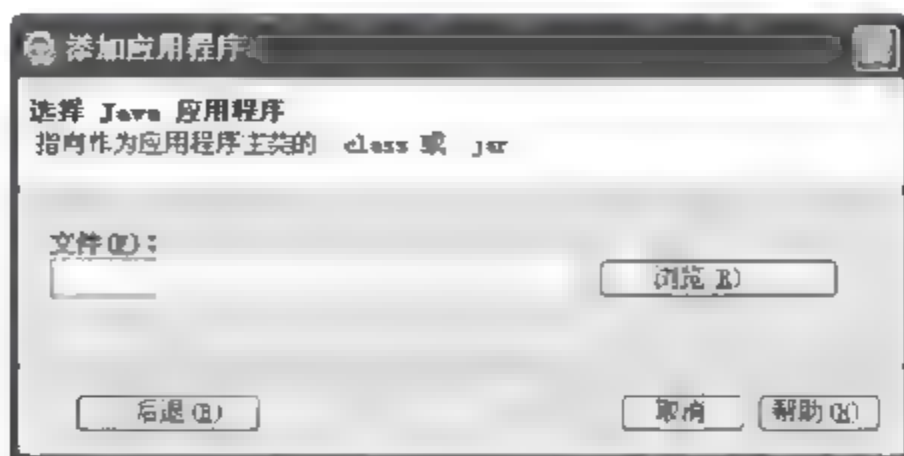 添加应用程序
选择 Java 应用程序
指向作为应用程序主类的 class 或 jar
文件(F):
浏览 R)
后退(B)
取消 帮助(H)